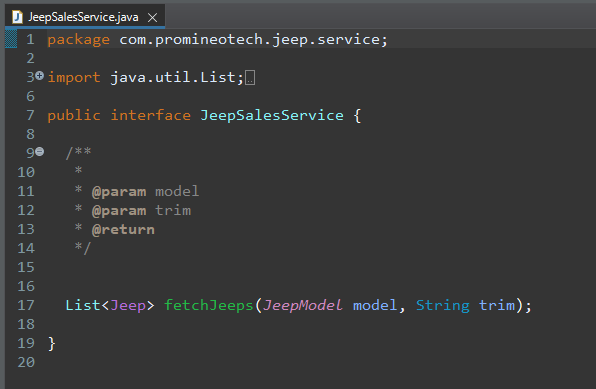 JeepSalesService.java
1 package com.promineotech.jeep.service;
2
3 import java.util.List;
6
7 public interface JeepSalesService {
8
9 /**
10 *
11 * @param model
12 * @param trim
13 * @return
14 */
15
16
17 List<Jeep> fetchJeeps(JeepModel model, String trim);
18
19 }
20